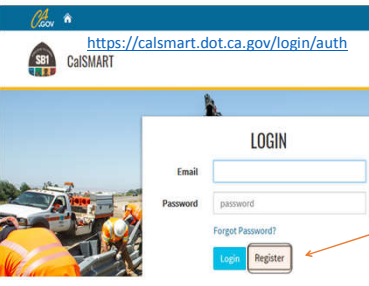 CA.GOV
https://calsmart.dot.ca.gov/login/auth
SB1 CalSMART
LOGIN
Email
Password password
Forgot Password?
Login Register